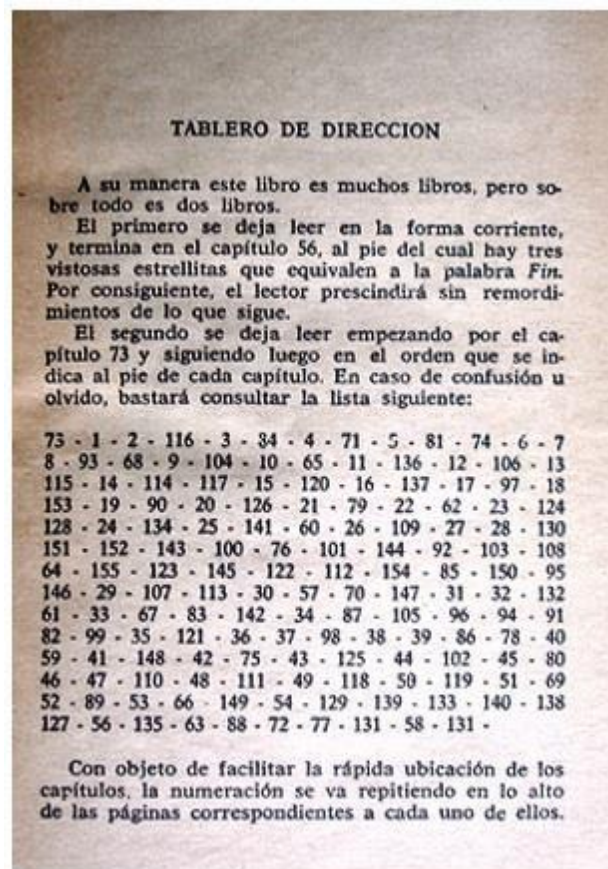 TABLERO DE DIRECCION
A su manera este libro es muchos libros, pero so-
bre todo es dos libros.
El primero se deja leer en la forma corriente,
y termina en el capítulo 56, al pie del cual hay tres
vistosas estrellitas que equivalen a la palabra Fin.
Por consiguiente, el lector prescindirá sin remordi-
mientos de lo que sigue.
El segundo se deja leer empezando por el ca-
pítulo 73 y siguiendo luego en el orden que se in-
dica al pie de cada capítulo. En caso de confusión u
olvido, bastará consultar la lista siguiente:
73 - 1 - 2 - 116 - 3 - 84 - 4 - 71 - 5 - 81 - 74 - 6 - 7
8 - 93 - 68 - 9 - 104 - 10 - 65 - 11 - 136 - 12 - 106 - 13
115 - 14 - 114 - 117 - 15 - 120 - 16 - 137 - 17 - 97 - 18
153 - 19 - 90 - 20 - 126 - 21 - 79 - 22 - 62 - 23 - 124
128 - 24 - 134 - 25 - 141 - 60 - 26 - 109 - 27 - 28 - 130
151 - 152 - 143 - 100 - 76 - 101 - 144 - 92 - 103 - 108
64 - 155 - 123 - 145 - 122 - 112 - 154 - 85 - 150 - 95
146 - 29 - 107 - 113 - 30 - 57 - 70 - 147 - 31 - 32 - 132
61 - 33 - 67 - 83 - 142 - 34 - 87 - 105 - 96 - 94 - 91
82 - 99 - 35 - 121 - 36 - 37 - 98 - 38 - 39 - 86 - 78 - 40
59 - 41 - 148 - 42 - 75 - 43 - 125 - 44 - 102 - 45 - 80
46 - 47 - 110 - 48 - 111 - 49 - 118 - 50 - 119 - 51 - 69
52 - 89 - 53 - 66 - 149 - 54 - 129 - 139 - 133 - 140 - 138
127 - 56 - 135 - 63 - 88 - 72 - 77 - 131 - 58 - 131 -
Con objeto de facilitar la rápida ubicación de los
capítulos, la numeración se va repitiendo en lo alto
de las páginas correspondientes a cada uno de ellos.